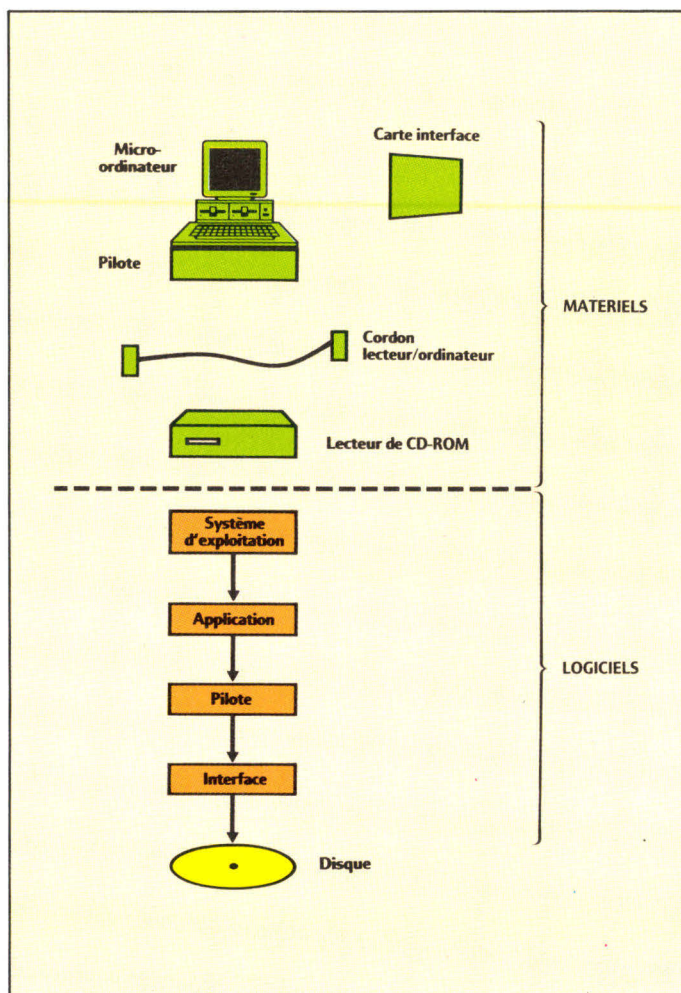 Micro-
ordinateur
Carte interface
Pilote
MATERIELS
Cordon
lecteur/ordinateur
Lecteur de CD-ROM
Système
d'exploitation
Application
LOGICIELS
Pilote
Interface
Disque